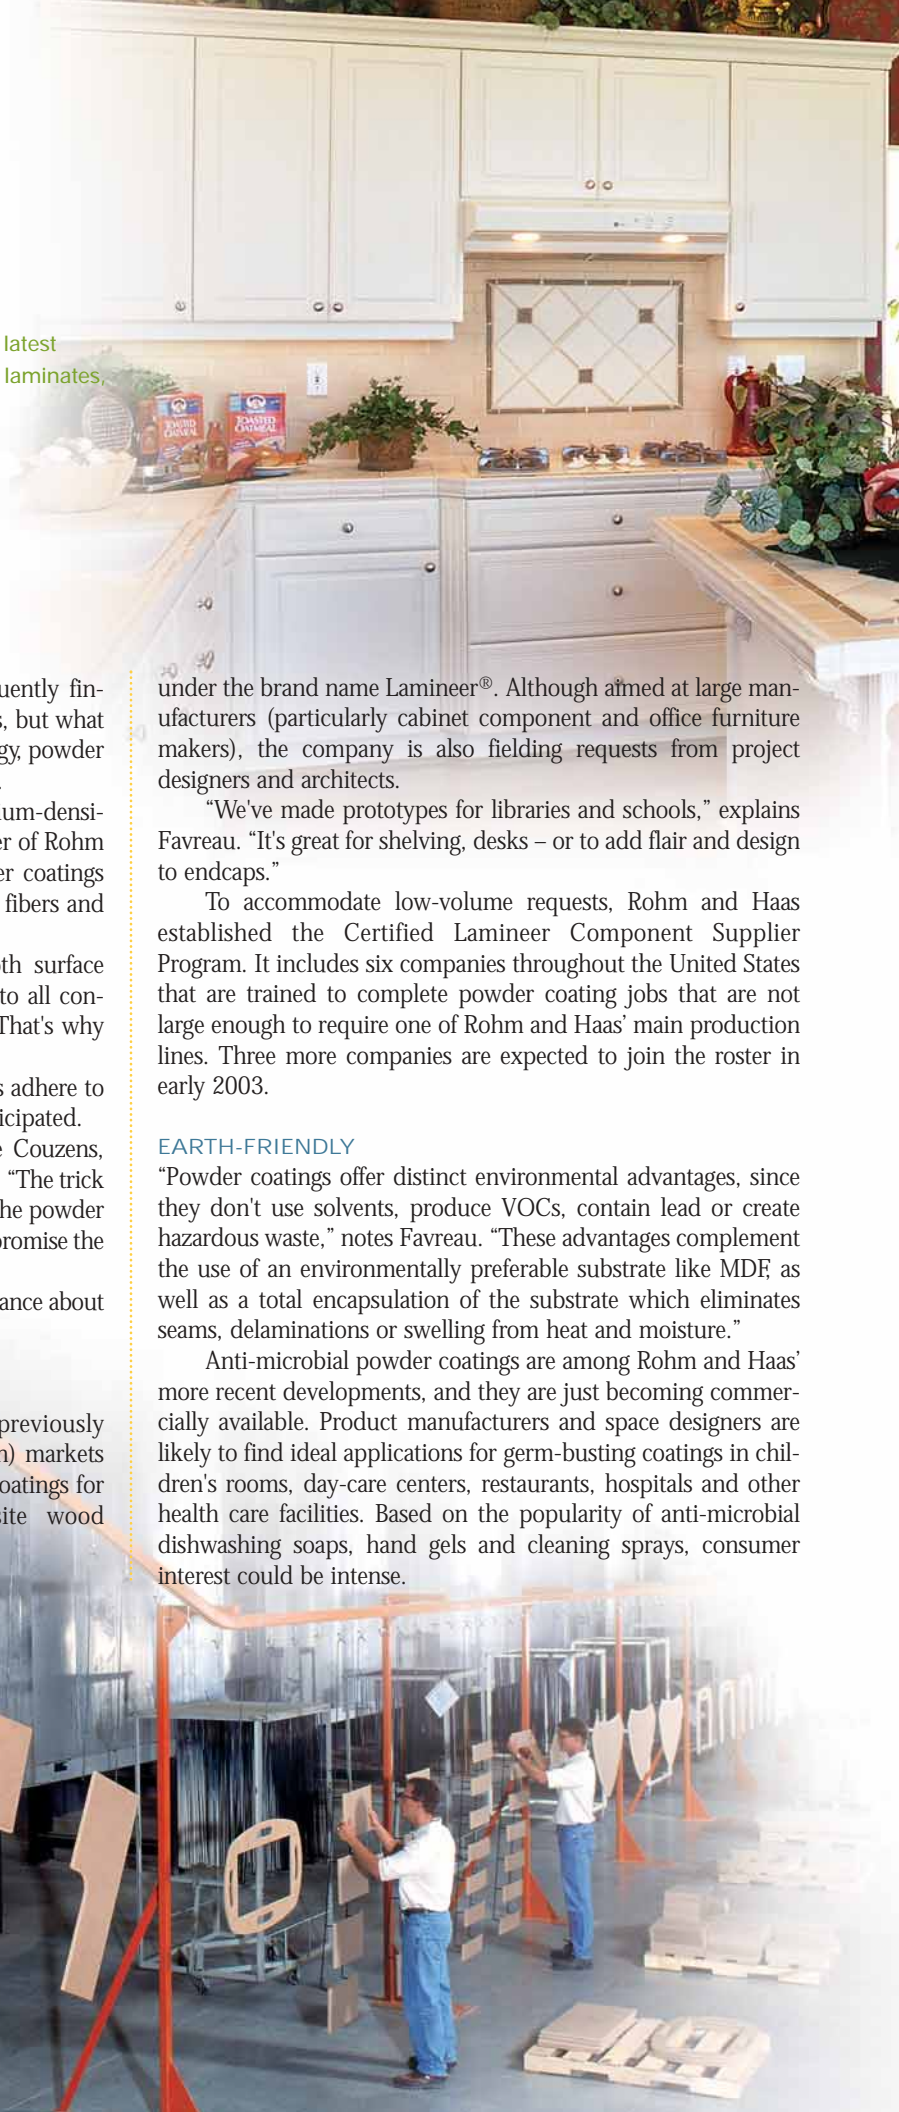 latest
laminates,
TOASTED
OATMEAL
TOASTED
OATMEAL
uently fin-
s, but what
gy, powder
.
ium-densi-
er of Rohm
er coatings
fibers and
oth surface
to all con-
That's why
s adhere to
icipated.
e Couzens,
“The trick
he powder
promise the
ance about
previously
n) markets
oatings for
site wood
under the brand name Lamineer®. Although aimed at large man-
ufacturers (particularly cabinet component and office furniture
makers), the company is also fielding requests from project
designers and architects.
“We've made prototypes for libraries and schools,” explains
Favreau. “It's great for shelving, desks – or to add flair and design
to endcaps.”
To accommodate low-volume requests, Rohm and Haas
established the Certified Lamineer Component Supplier
Program. It includes six companies throughout the United States
that are trained to complete powder coating jobs that are not
large enough to require one of Rohm and Haas’ main production
lines. Three more companies are expected to join the roster in
early 2003.
EARTH-FRIENDLY
“Powder coatings offer distinct environmental advantages, since
they don't use solvents, produce VOCs, contain lead or create
hazardous waste,” notes Favreau. “These advantages complement
the use of an environmentally preferable substrate like MDF, as
well as a total encapsulation of the substrate which eliminates
seams, delaminations or swelling from heat and moisture.”
Anti-microbial powder coatings are among Rohm and Haas’
more recent developments, and they are just becoming commer-
cially available. Product manufacturers and space designers are
likely to find ideal applications for germ-busting coatings in chil-
dren's rooms, day-care centers, restaurants, hospitals and other
health care facilities. Based on the popularity of anti-microbial
dishwashing soaps, hand gels and cleaning sprays, consumer
interest could be intense.